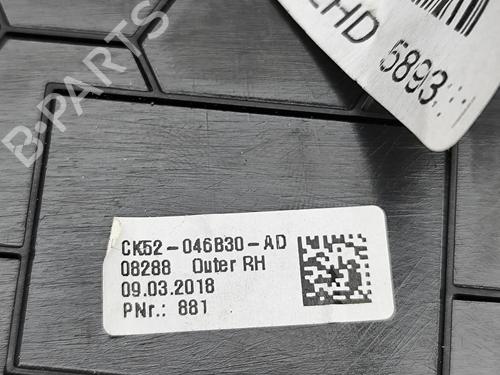 LHD 5893
B-PARTS
CK52-046B30-AD
08288 Outer RH
09.03.2018
PNr.: 881